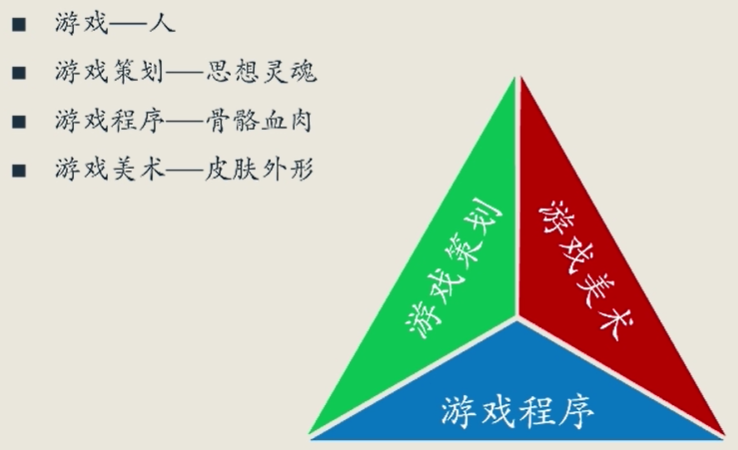 游戏——人
游戏策划——思想灵魂
游戏程序——骨骼血肉
游戏美术——皮肤外形
游戏策划
游戏美术
游戏程序